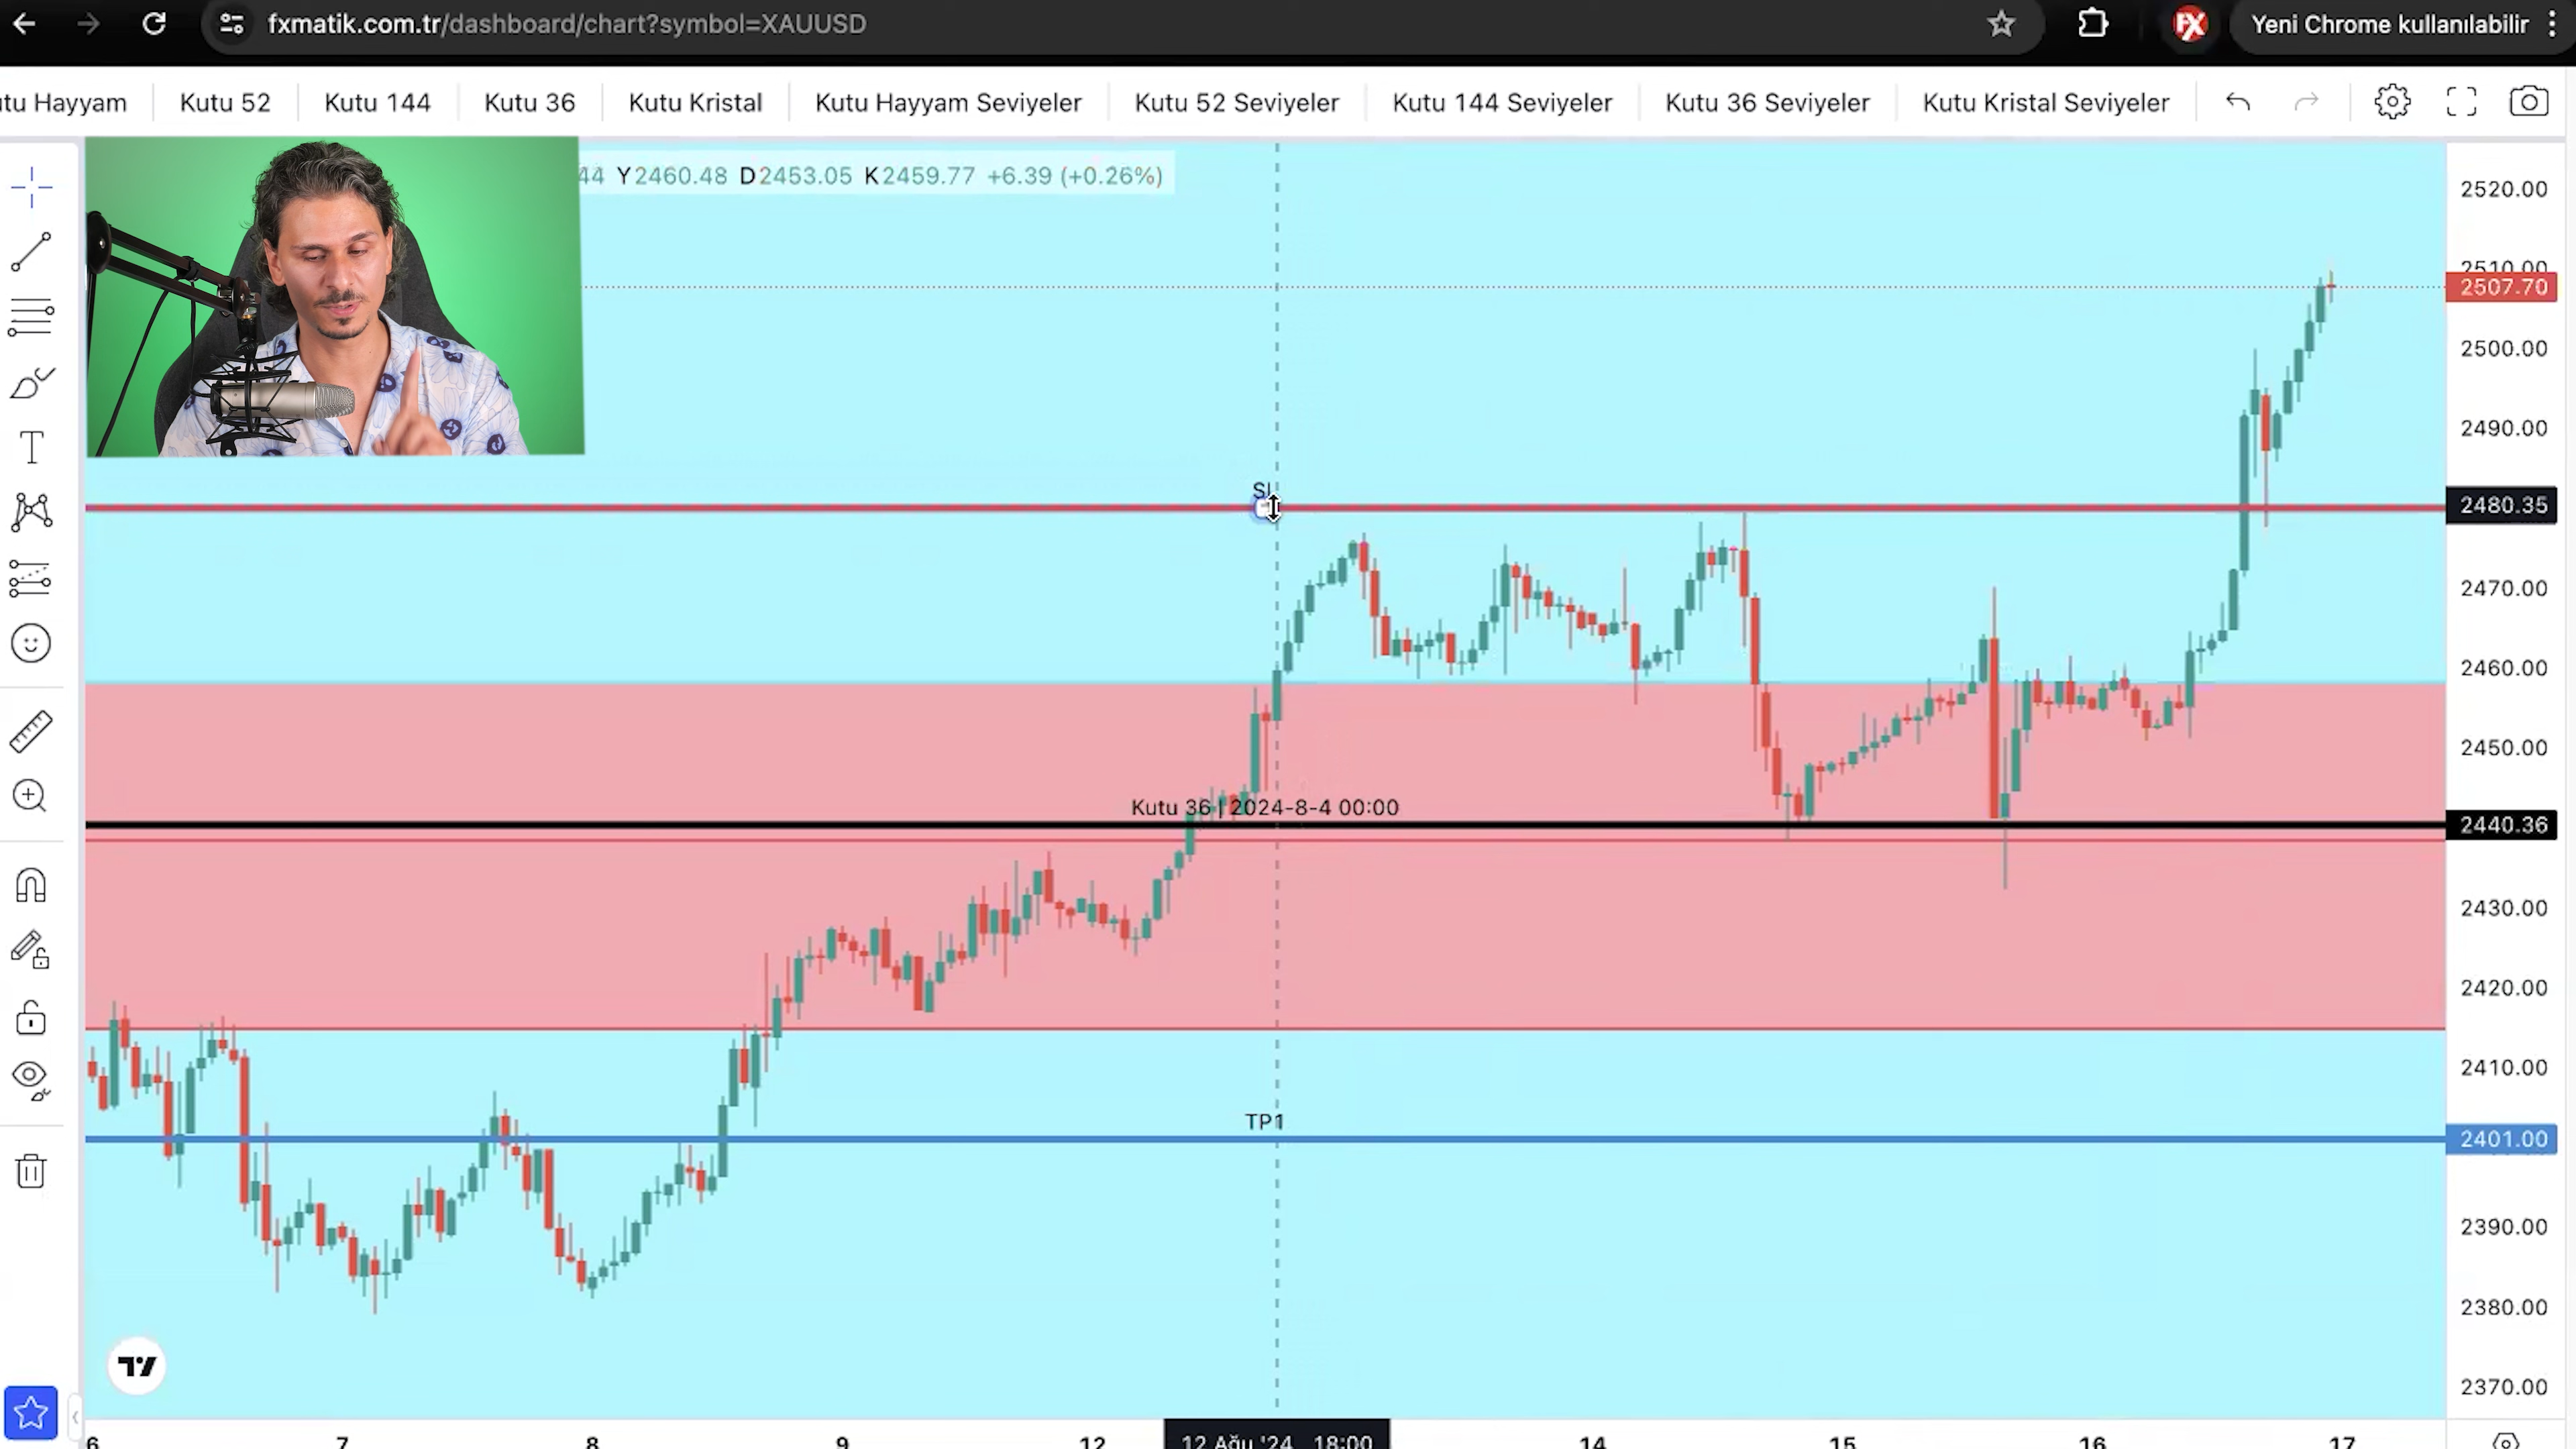 fxmatik.com.tr/dashboard/chart?symbol=XAUUSD
Yeni Chrome kullanılabilir
Hayyam
Kutu 52
Kutu 144
Kutu 36
Kutu Kristal
Kutu Hayyam Seviyeler
Kutu 52 Seviyeler
Kutu 144 Seviyeler
Kutu 36 Seviyeler
Kutu Kristal Seviyeler
44 Y2460.48 D2453.05 K2459.77 +6.39 (+0.26%)
2520.00
2510.00
2507.70
2500.00
2490.00
SL
2480.35
2470.00
2460.00
2450.00
Kutu 36 | 2024-8-4 00:00
2440.36
2430.00
2420.00
2410.00
TP1
2401.00
2390.00
2380.00
2370.00
6 7 8 9 12 12 Ağu '24 18:00 14 15 16 17